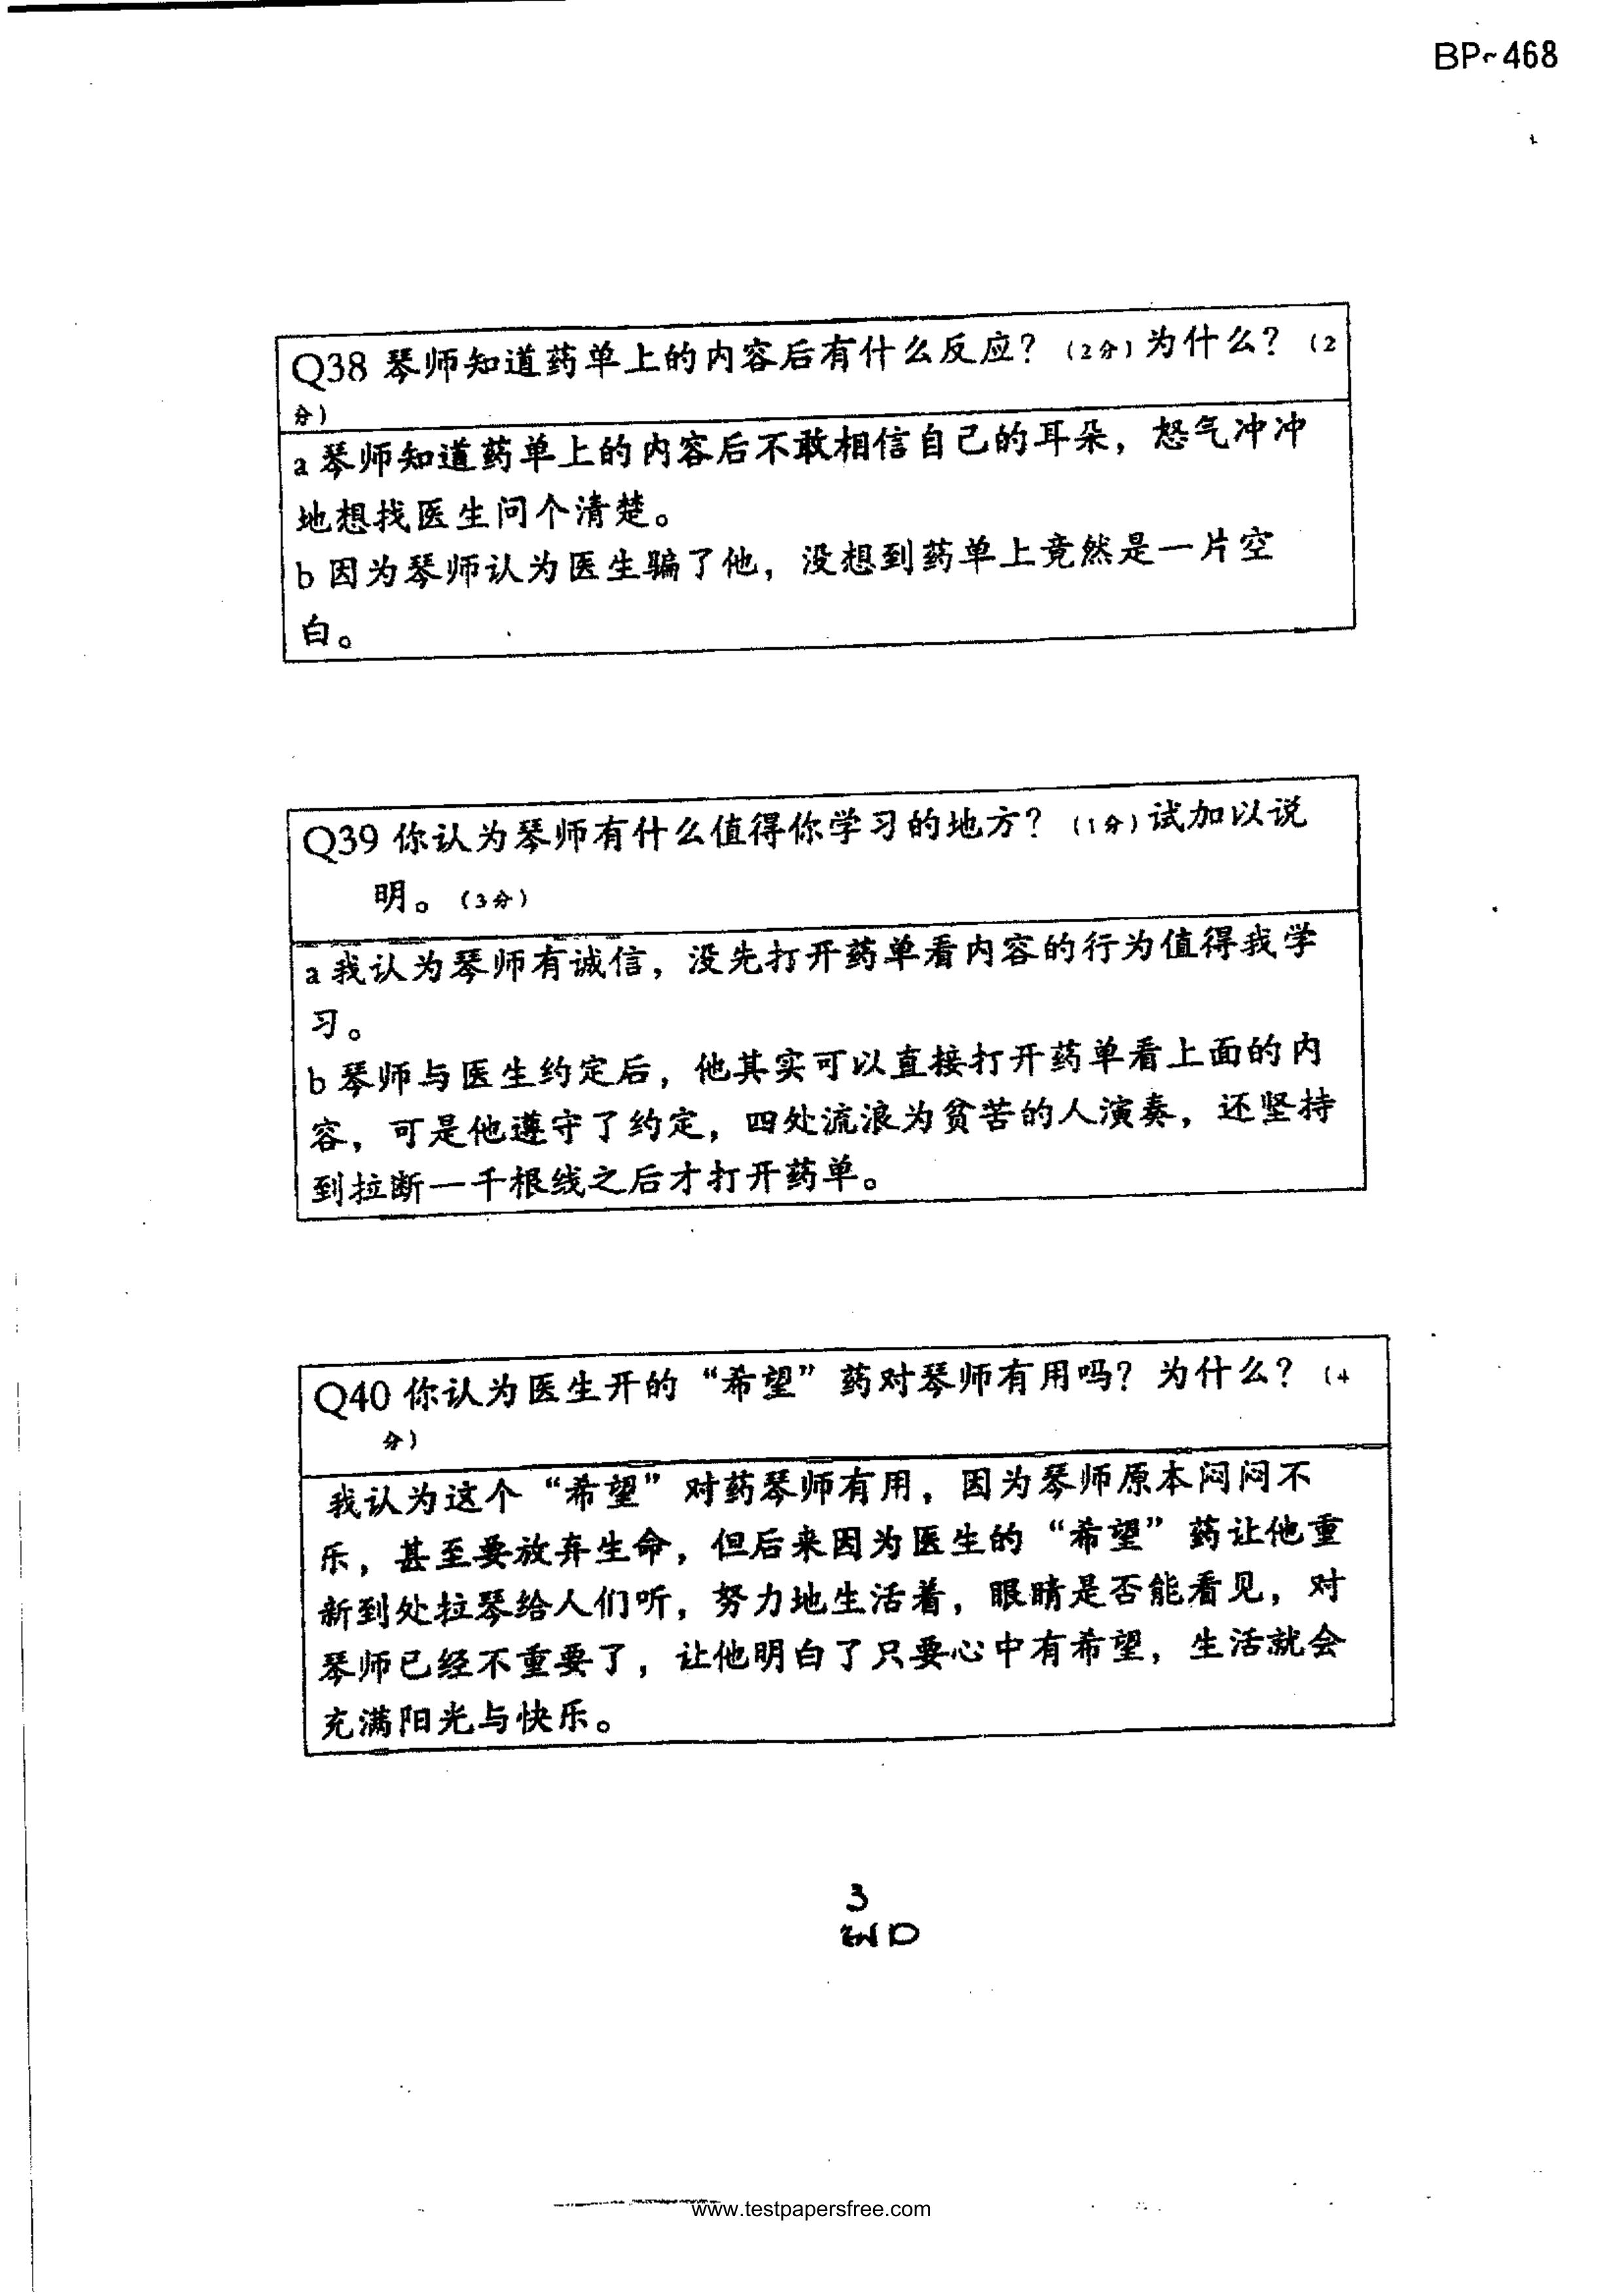 BP-468
Q38 琴师知道药单上的内容后有什么反应？（2分）为什么？（2
分）
a 琴师知道药单上的内容后不敢相信自己的耳朵，怒气冲冲
地想找医生问个清楚。
b 因为琴师认为医生骗了他，没想到药单上竟然是一片空
白。
Q39 你认为琴师有什么值得你学习的地方？（1分）试加以说
明。（3分）
a 我认为琴师有诚信，没先打开药单看内容的行为值得我学
习。
b 琴师与医生约定后，他其实可以直接打开药单看上面的内
容，可是他遵守了约定，四处流浪为贫苦的人演奏，还坚持
到拉断一千根线之后才打开药单。
Q40 你认为医生开的“希望”药对琴师有用吗？为什么？（4
分）
我认为这个“希望”对药琴师有用，因为琴师原本闷闷不
乐，甚至要放弃生命，但后来因为医生的“希望”药让他重
新到处拉琴给人们听，努力地生活着，眼睛是否能看见，对
琴师已经不重要了，让他明白了只要心中有希望，生活就会
充满阳光与快乐。
3
END
www.testpapersfree.com